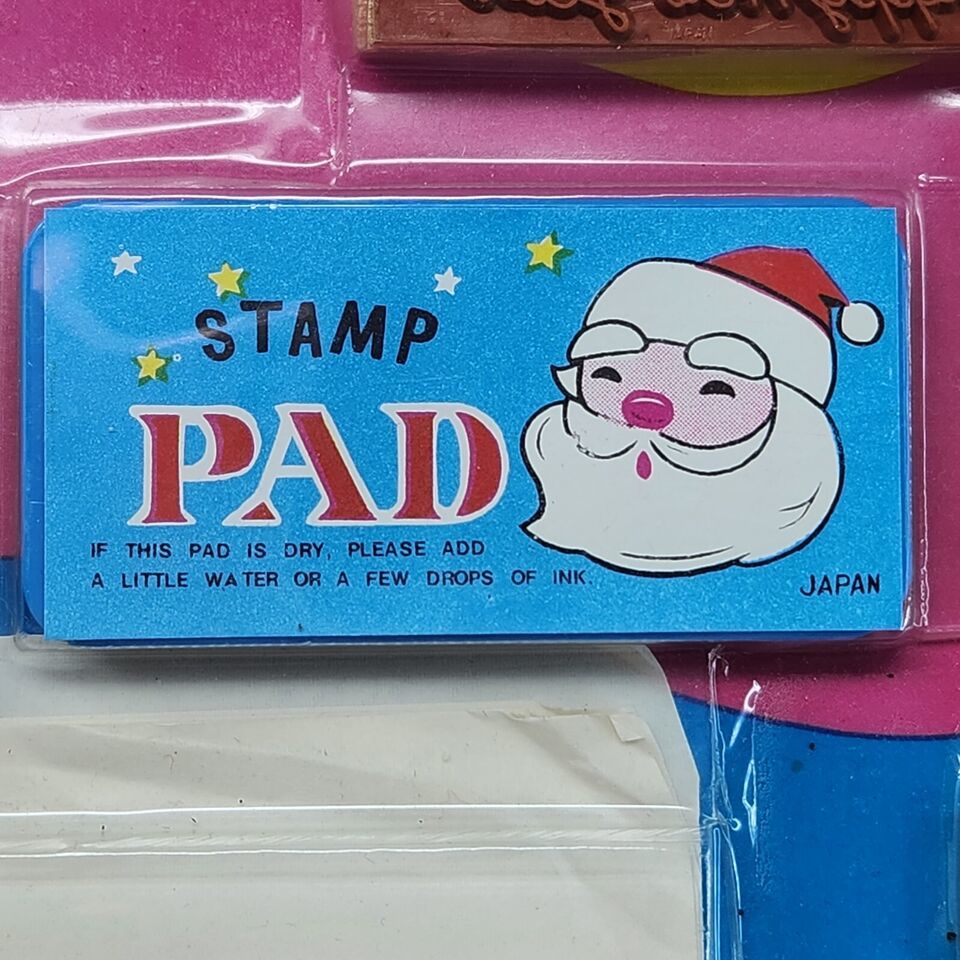 STAMP
PAD
IF THIS PAD IS DRY, PLEASE ADD
A LITTLE WATER OR A FEW DROPS OF INK.
JAPAN